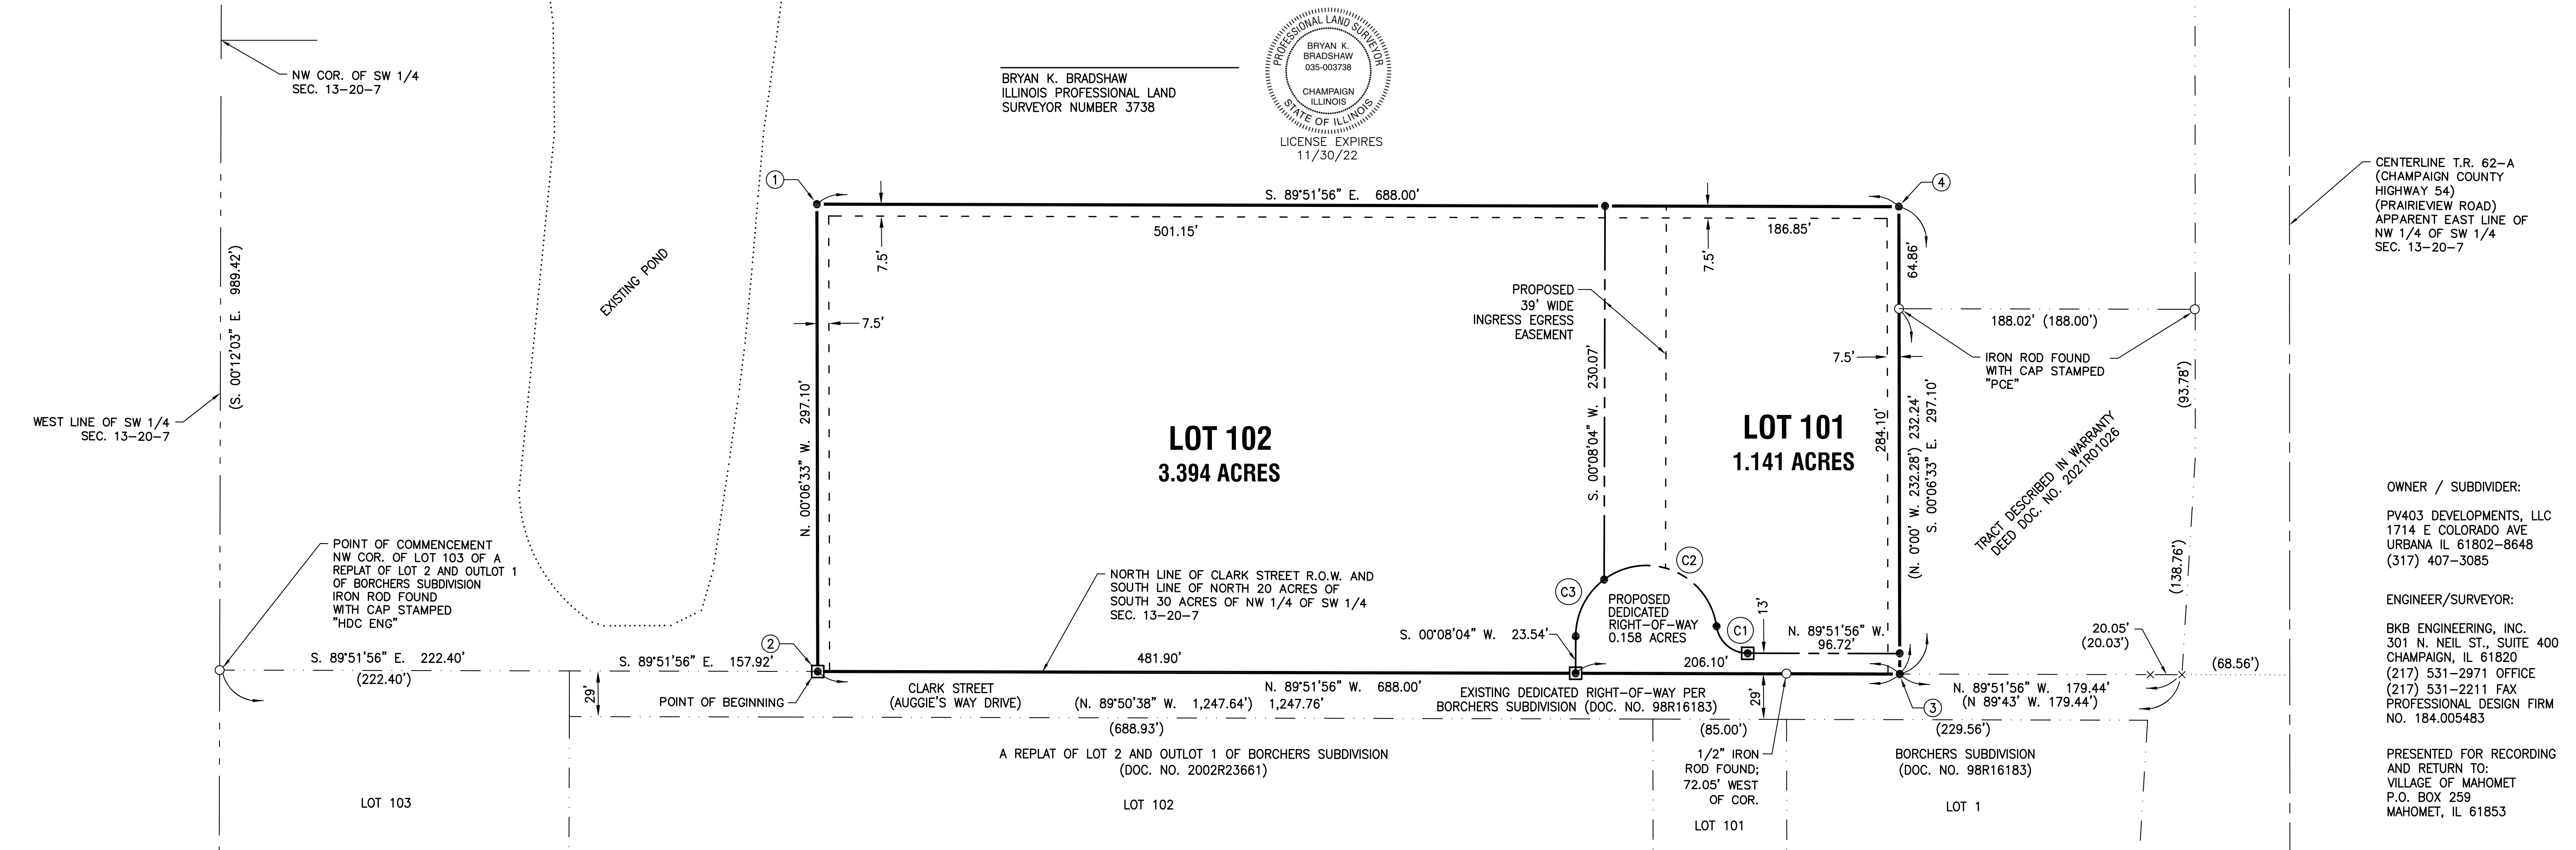 NW COR. OF SW 1/4
SEC. 13-20-7
BRYAN K. BRADSHAW
ILLINOIS PROFESSIONAL LAND
SURVEYOR NUMBER 3738
PROFESSIONAL LAND SURVEYOR
BRYAN K.
BRADSHAW
035-003738
CHAMPAIGN
ILLINOIS
STATE OF ILLINOIS
LICENSE EXPIRES
11/30/22
CENTERLINE T.R. 62-A
(CHAMPAIGN COUNTY
HIGHWAY 54)
(PRAIRIEVIEW ROAD)
APPARENT EAST LINE OF
NW 1/4 OF SW 1/4
SEC. 13-20-7
1
S. 89°51'56" E. 688.00'
4
501.15'
186.85'
7.5'
7.5'
64.86'
(S. 00°12'03" E. 989.42')
EXISTING POND
7.5'
PROPOSED
39' WIDE
INGRESS EGRESS
EASEMENT
188.02' (188.00')
7.5'
IRON ROD FOUND
WITH CAP STAMPED
"PCE"
WEST LINE OF SW 1/4
SEC. 13-20-7
N. 00°06'33" W. 297.10'
S. 00°08'04" W. 230.07'
LOT 102
3.394 ACRES
LOT 101
1.141 ACRES
284.10'
(N. 0°00' W. 232.28') 232.24'
S. 00°06'33" E. 297.10'
TRACT DESCRIBED IN WARRANTY
DEED DOC. NO. 2021R01026
(93.78')
(138.76')
POINT OF COMMENCEMENT
NW COR. OF LOT 103 OF A
REPLAT OF LOT 2 AND OUTLOT 1
OF BORCHERS SUBDIVISION
IRON ROD FOUND
WITH CAP STAMPED
"HDC ENG"
NORTH LINE OF CLARK STREET R.O.W. AND
SOUTH LINE OF NORTH 20 ACRES OF
SOUTH 30 ACRES OF NW 1/4 OF SW 1/4
SEC. 13-20-7
C3
C2
C1
PROPOSED
DEDICATED
RIGHT-OF-WAY
0.158 ACRES
13'
S. 00°08'04" W. 23.54'
N. 89°51'56" W.
96.72'
2
S. 89°51'56" E. 222.40'
(222.40')
S. 89°51'56" E. 157.92'
481.90'
206.10'
20.05'
(20.03')
(68.56')
POINT OF BEGINNING
29'
CLARK STREET
(AUGGIE'S WAY DRIVE)
N. 89°51'56" W. 688.00'
(N. 89°50'38" W. 1,247.64') 1,247.76'
EXISTING DEDICATED RIGHT-OF-WAY PER
BORCHERS SUBDIVISION (DOC. NO. 98R16183)
29'
3
N. 89°51'56" W. 179.44'
(N 89°43' W. 179.44')
(688.93')
(85.00')
(229.56')
A REPLAT OF LOT 2 AND OUTLOT 1 OF BORCHERS SUBDIVISION
(DOC. NO. 2002R23661)
1/2" IRON
ROD FOUND;
72.05' WEST
OF COR.
BORCHERS SUBDIVISION
(DOC. NO. 98R16183)
LOT 103
LOT 102
LOT 101
LOT 1
OWNER / SUBDIVIDER:
PV403 DEVELOPMENTS, LLC
1714 E COLORADO AVE
URBANA IL 61802-8648
(317) 407-3085
ENGINEER/SURVEYOR:
BKB ENGINEERING, INC.
301 N. NEIL ST., SUITE 400
CHAMPAIGN, IL 61820
(217) 531-2971 OFFICE
(217) 531-2211 FAX
PROFESSIONAL DESIGN FIRM
NO. 184.005483
PRESENTED FOR RECORDING
AND RETURN TO:
VILLAGE OF MAHOMET
P.O. BOX 259
MAHOMET, IL 61853